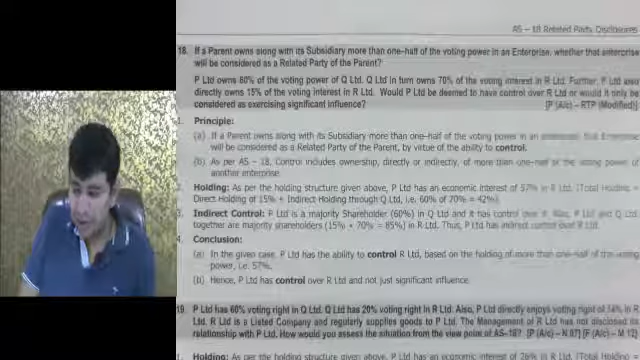 AS – 18 Related Party Disclosures
18. If a Parent owns along with its Subsidiary more than one-half of the voting power in an Enterprise, whether that enterprise
will be considered as a Related Party of the Parent?
P Ltd owns 60% of the voting power of Q Ltd. Q Ltd in turn owns 70% of the voting interest in R Ltd. Further, P Ltd also
directly owns 15% of the voting interest in R Ltd. Would P Ltd be deemed to have control over R Ltd or would it only be
considered as exercising significant influence? [P (A/c) – RTP (Modified)]
1. Principle:
(a) If a Parent owns along with its Subsidiary more than one-half of the voting power in an enterprise, that Enterprise
will be considered as a Related Party of the Parent, by virtue of the ability to control.
(b) As per AS – 18, Control includes ownership, directly or indirectly, of more than one-half of the voting power of
another enterprise.
2. Holding: As per the holding structure given above, P Ltd has an economic interest of 57% in R Ltd. (Total Holding =
Direct Holding of 15% + Indirect Holding through Q Ltd, i.e. 60% of 70% = 42%)
3. Indirect Control: P Ltd is a majority Shareholder (60%) in Q Ltd and it has control over it. Also, P Ltd and Q Ltd
together are majority shareholders (15% + 70% = 85%) in R Ltd. Thus, P Ltd has indirect control over R Ltd.
4. Conclusion:
(a) In the given case, P Ltd has the ability to control R Ltd, based on the holding of more than one-half of the voting
power, i.e. 57%.
(b) Hence, P Ltd has control over R Ltd and not just significant influence.
19. P Ltd has 60% voting right in Q Ltd. Q Ltd has 20% voting right in R Ltd. Also, P Ltd directly enjoys voting right of 14% in R
Ltd. R Ltd is a Listed Company and regularly supplies goods to P Ltd. The Management of R Ltd has not disclosed its
relationship with P Ltd. How would you assess the situation from the view point of AS-18? [P (A/c) – N 07] [F (A/c) – M 12]
1. Holding: As per the holding structure given above, P Ltd has an economic interest of 26% in R Ltd. [Total Holding =